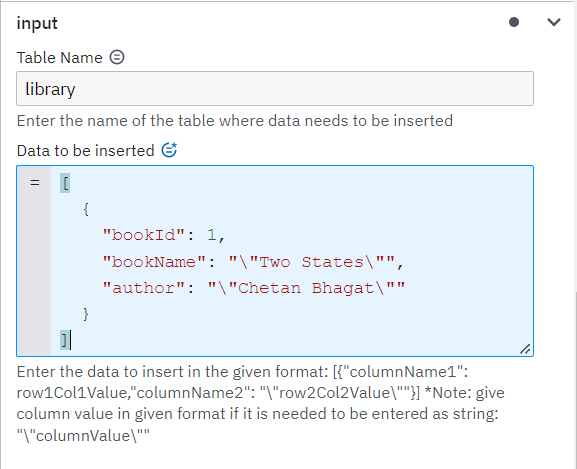 input
Table Name
library
Enter the name of the table where data needs to be inserted
Data to be inserted
= [
{
"bookId": 1,
"bookName": "\"Two States\"",
"author": "\"Chetan Bhagat\""
}
]
Enter the data to insert in the given format: [{"columnName1":
row1Col1Value,"columnName2": "\"row2Col2Value\""}] *Note: give
column value in given format if it is needed to be entered as string:
"\"columnValue\""